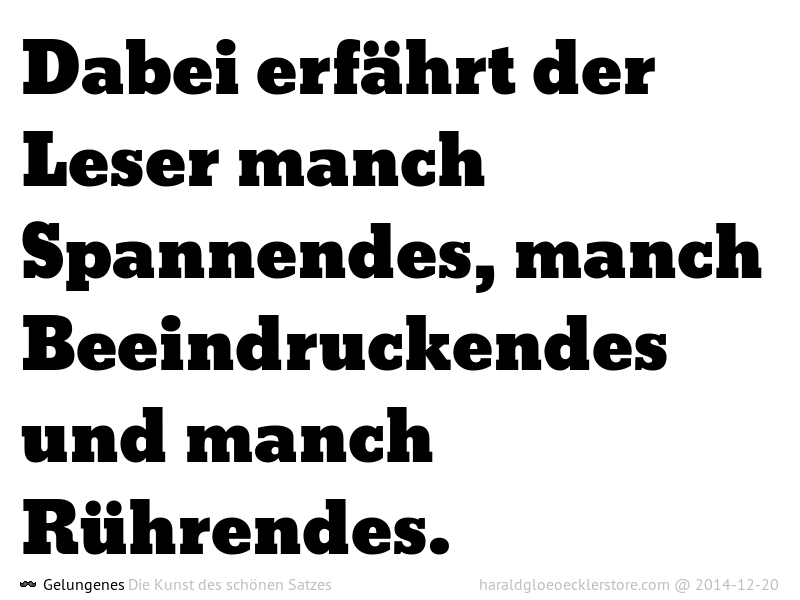 Dabei erfährt der
Leser manch
Spannendes, manch
Beeindruckendes
und manch
Rührendes.
Gelungenes Die Kunst des schönen Satzes haraldgloeoecklerstore.com @ 2014-12-20